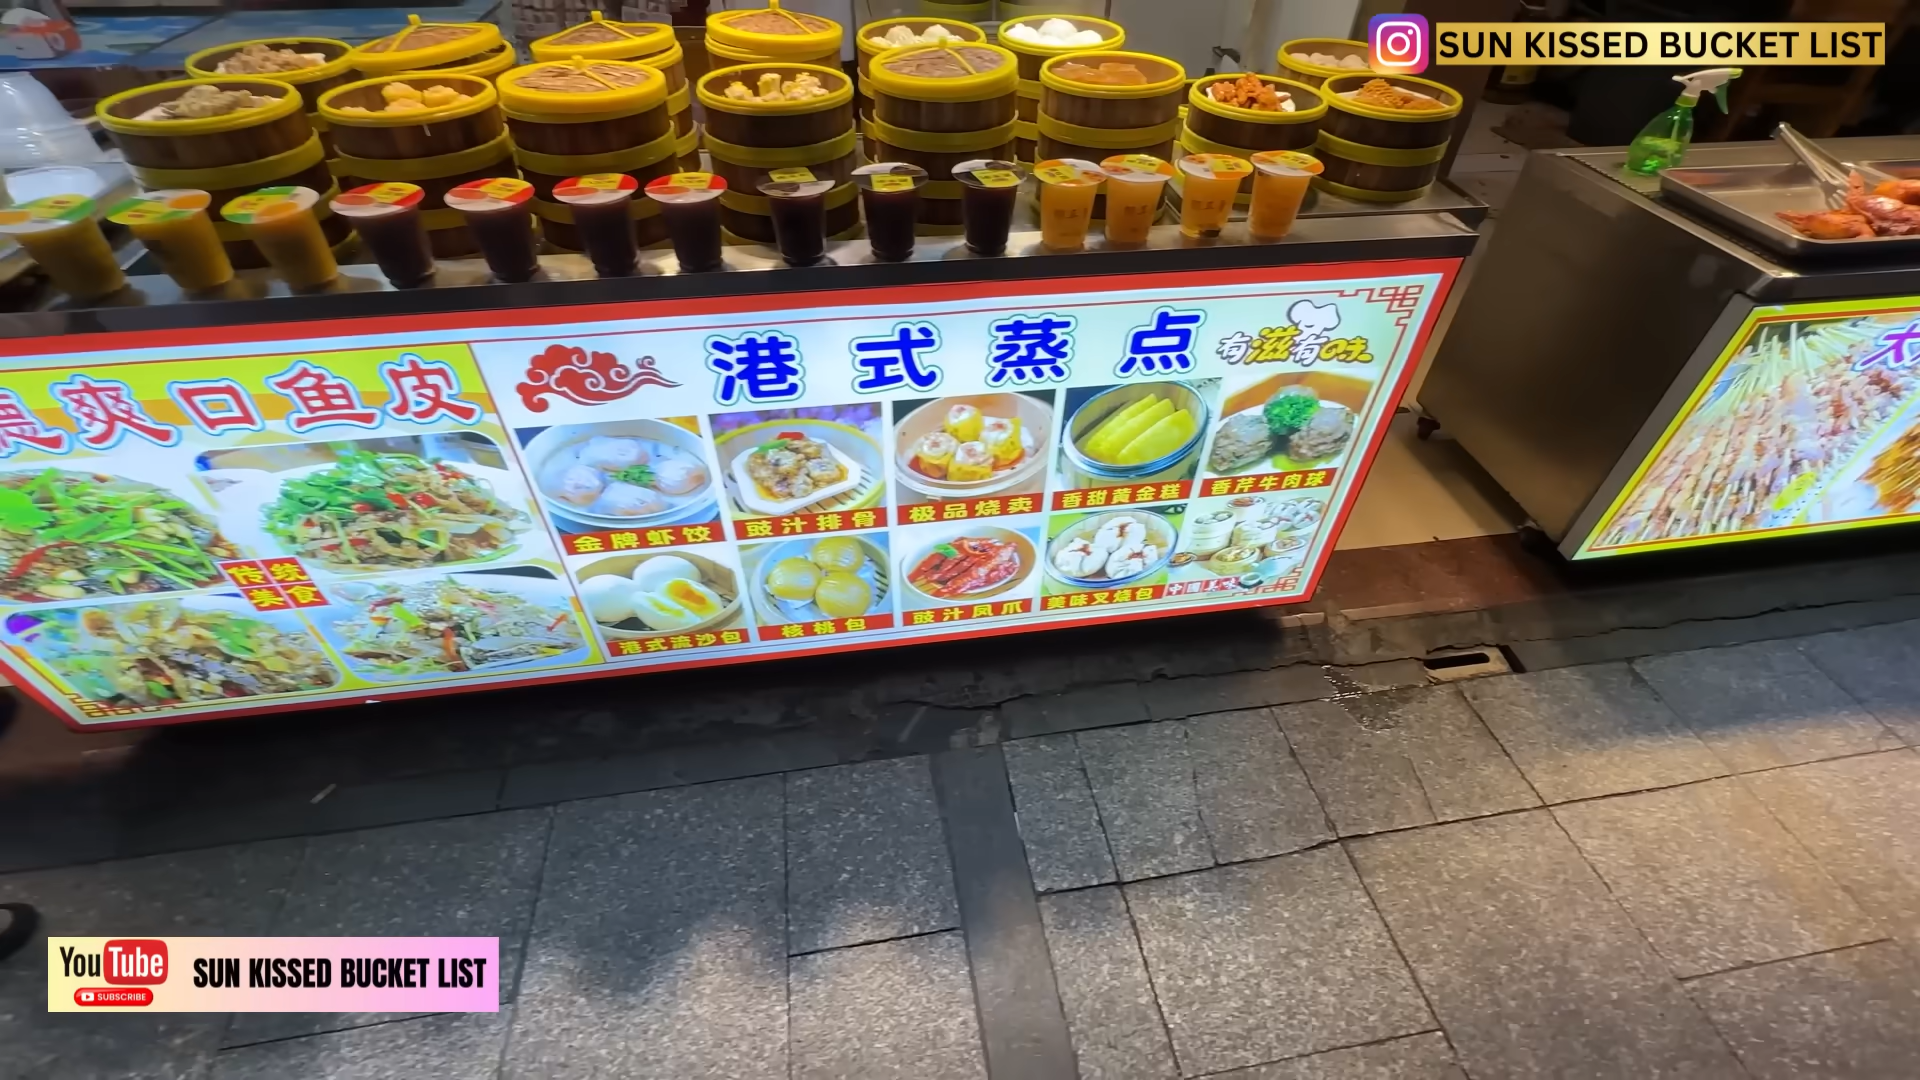 SUN KISSED BUCKET LIST
港式蒸点
有滋有味
爽口鱼皮
金牌虾饺
豉汁排骨
极品烧卖
香甜黄金糕
香芹牛肉球
传统
美食
港式流沙包
核桃包
豉汁凤爪
美味叉烧包
YouTube
SUBSCRIBE
SUN KISSED BUCKET LIST